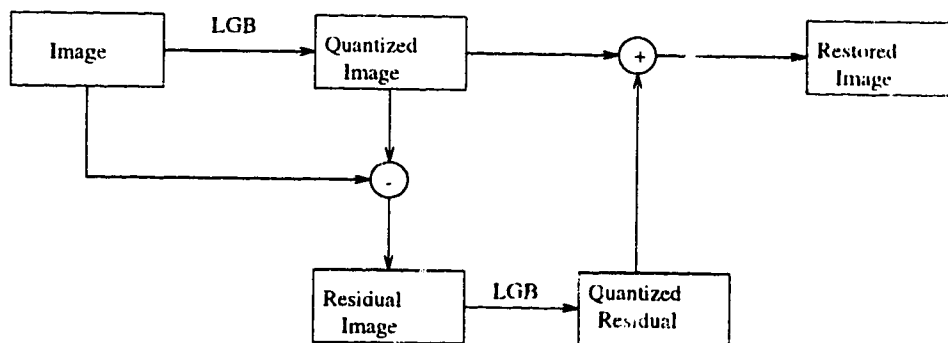 LGB
Image
Quantized
Image
+
Restored
Image
-
Residual
Image
LGB
Quantized
Residual